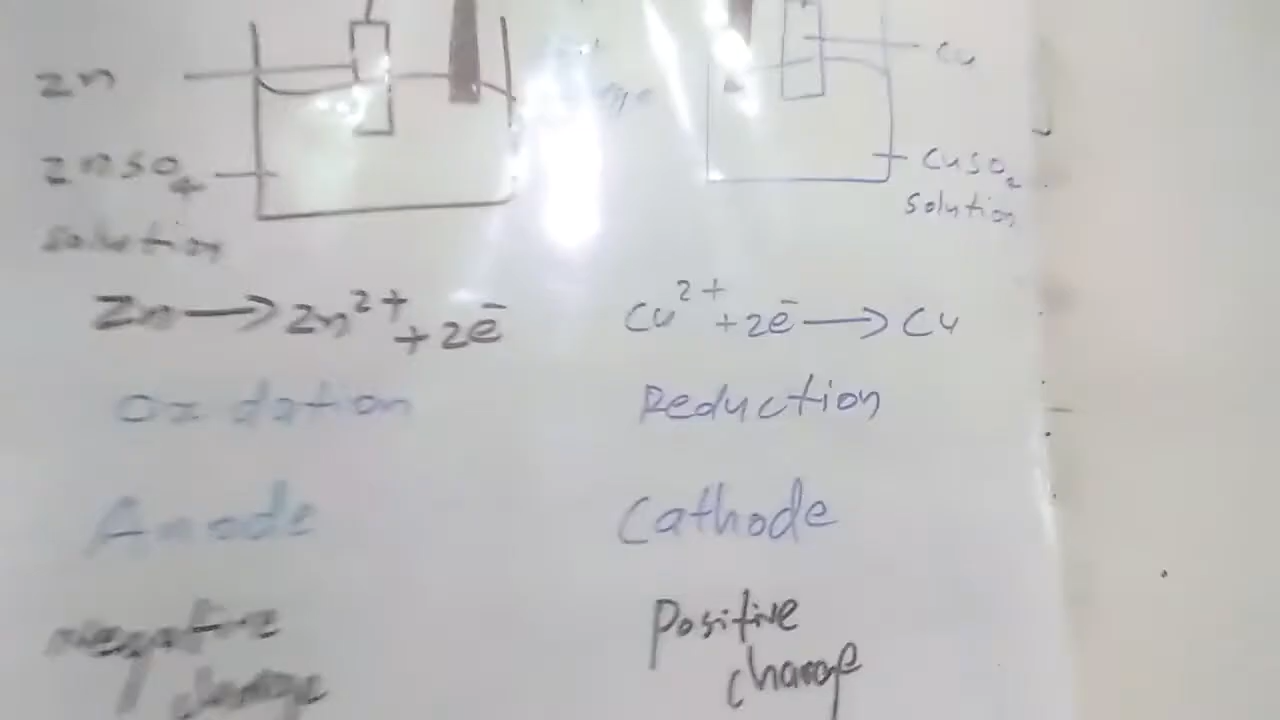 Zn
ZnSO4
solution
Cu
CuSO4
solution
Zn → Zn²⁺ + 2e⁻
Cu²⁺ + 2e⁻ → Cu
Oxidation
Reduction
Anode
Cathode
Negative
charge
Positive
charge